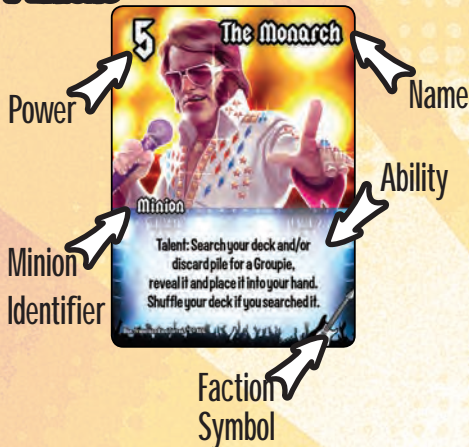 5 The Monarch
Power
Name
Ability
Minion
Talent: Search your deck and/or
discard pile for a Groupie,
reveal it and place it into your hand.
Shuffle your deck if you searched it.
Minion
Identifier
Faction
Symbol